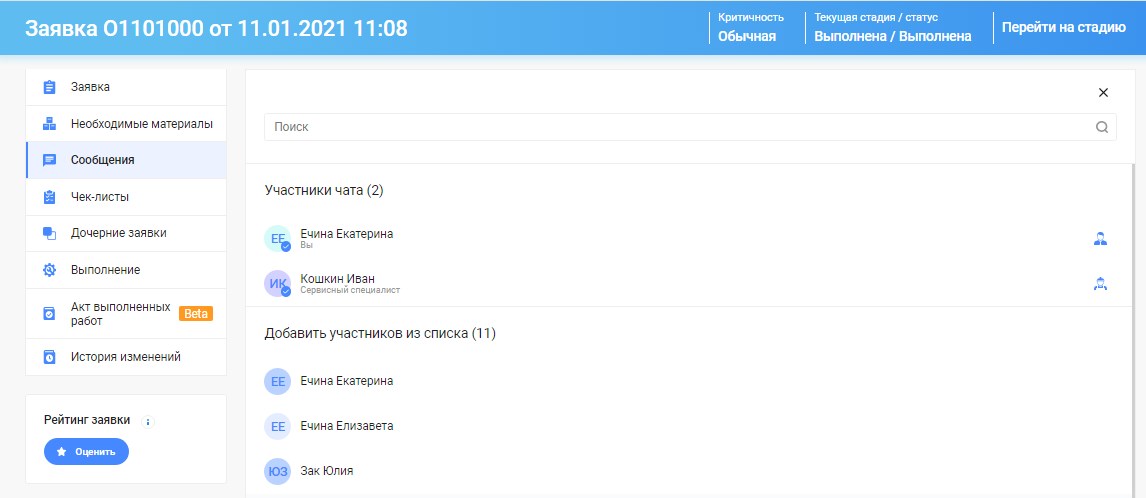 Заявка O1101000 от 11.01.2021 11:08
Критичность
Обычная
Текущая стадия / статус
Выполнена / Выполнена
Перейти на стадию
Заявка
Необходимые материалы
Сообщения
Чек-листы
Дочерние заявки
Выполнение
Акт выполненных
работ
Beta
История изменений
Рейтинг заявки
i
Оценить
Поиск
Участники чата (2)
ЕЕ
Ечина Екатерина
Вы
ИК
Кошкин Иван
Сервисный специалист
Добавить участников из списка (11)
ЕЕ
Ечина Екатерина
ЕЕ
Ечина Елизавета
ЮЗ
Зак Юлия